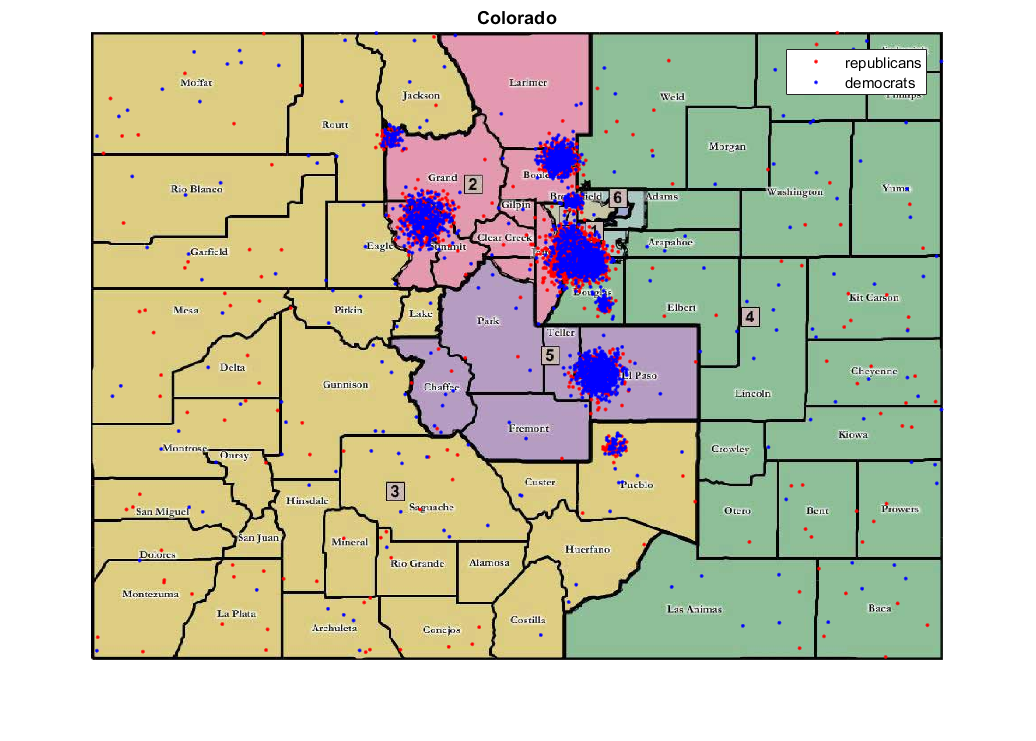 Colorado
republicans
democrats
Moffat
Jackson
Larimer
Weld
Phillips
Routt
Morgan
Grand
2
Rio Blanco
Gilpin
6
Adams
Washington
Yuma
Clear Creek
Eagle
Summit
Arapahoe
Garfield
Douglas
Mesa
Pitkin
Lake
Park
Elbert
4
Kit Carson
Teller
5
Delta
Gunnison
Chaffee
El Paso
Cheyenne
Lincoln
Fremont
Kiowa
Montrose
Ouray
Crowley
3
Custer
Pueblo
Hinsdale
Saguache
San Miguel
Otero
Bent
Prowers
San Juan
Mineral
Dolores
Rio Grande
Alamosa
Huerfano
Montezuma
La Plata
Costilla
Las Animas
Baca
Archuleta
Conejos